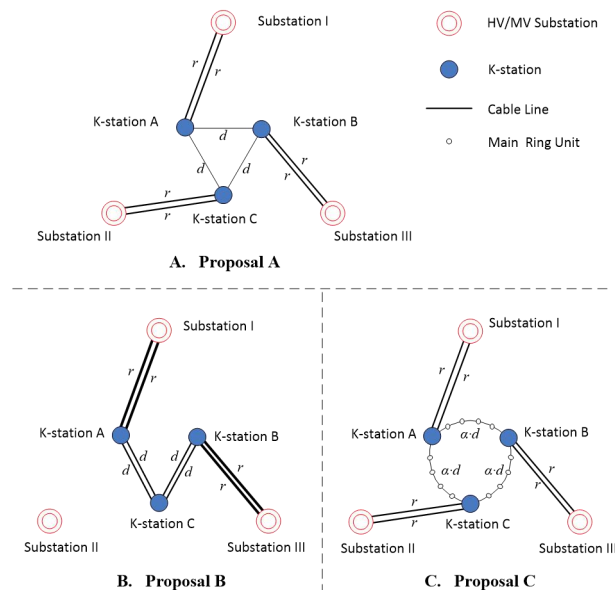 Substation I
HV/MV Substation
r
r
K-station
K-station A
K-station B
d
r
r
d
d
Cable Line
Main Ring Unit
r
r
K-station C
Substation II
Substation III
A. Proposal A
Substation I
r
r
K-station A
K-station B
d
d
d
d
r
r
K-station C
Substation II
Substation III
B. Proposal B
Substation I
r
r
K-station A
K-station B
α·d
α·d
α·d
r
r
r
r
K-station C
Substation II
Substation III
C. Proposal C